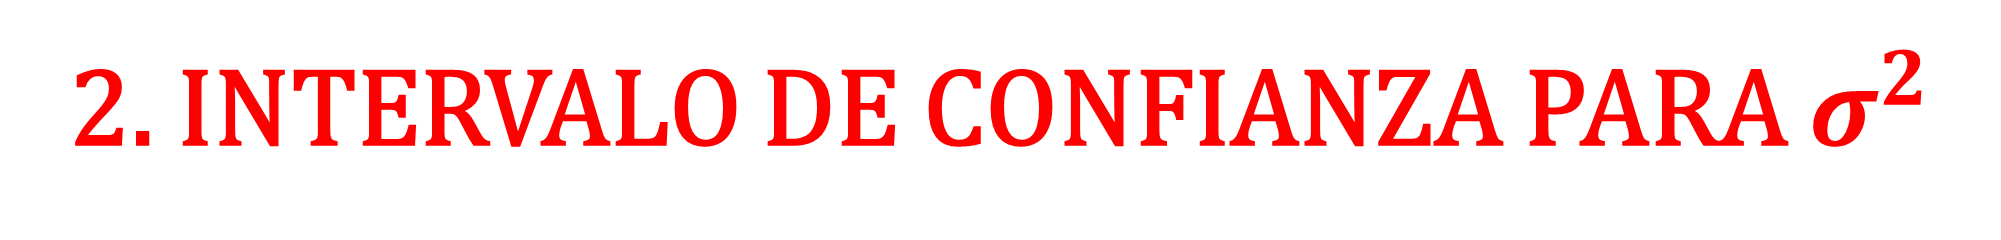 2. INTERVALO DE CONFIANZA PARA σ²